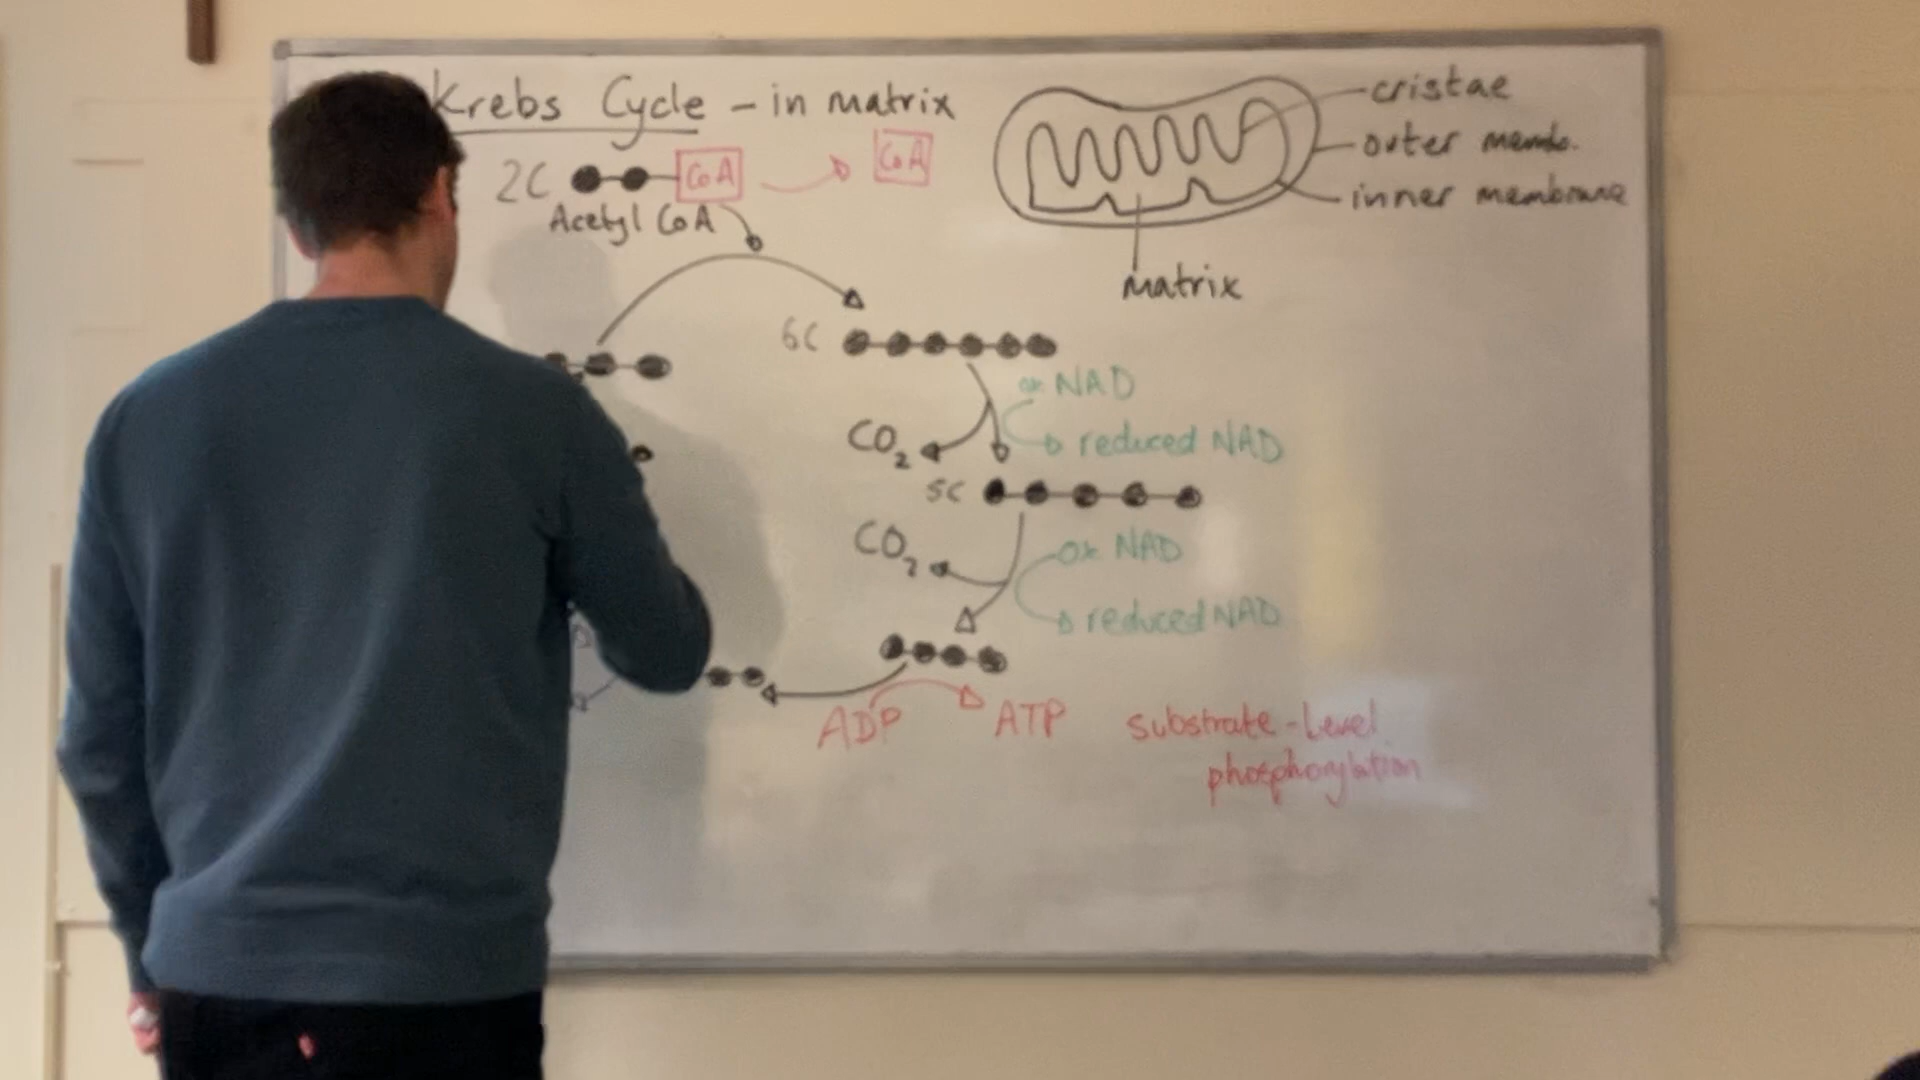 Krebs Cycle - in matrix
2C
CoA
CoA
Acetyl CoA
cristae
outer memb.
inner membrane
matrix
6C
ox NAD
CO2
reduced NAD
5C
CO2
ox NAD
reduced NAD
ADP
ATP
substrate-level
phosphorylation